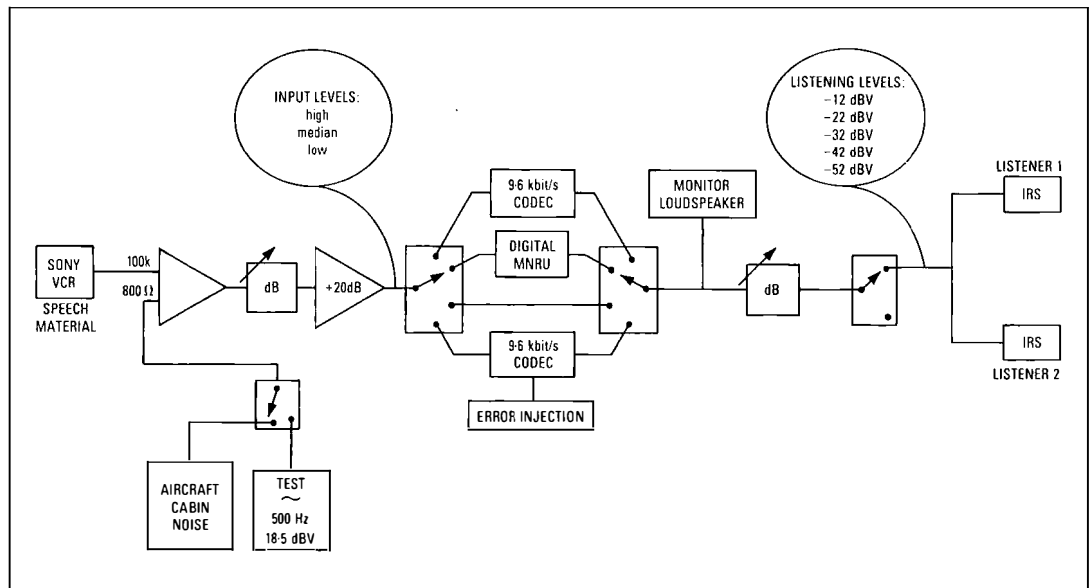 INPUT LEVELS:
high
median
low
LISTENING LEVELS:
-12 dBV
-22 dBV
-32 dBV
-42 dBV
-52 dBV
SONY
VCR
SPEECH
MATERIAL
100k
800 Ω
dB
+20dB
9·6 kbit/s
CODEC
DIGITAL
MNRU
9·6 kbit/s
CODEC
ERROR INJECTION
MONITOR
LOUDSPEAKER
dB
LISTENER 1
IRS
IRS
LISTENER 2
AIRCRAFT
CABIN
NOISE
TEST
~
500 Hz
18·5 dBV